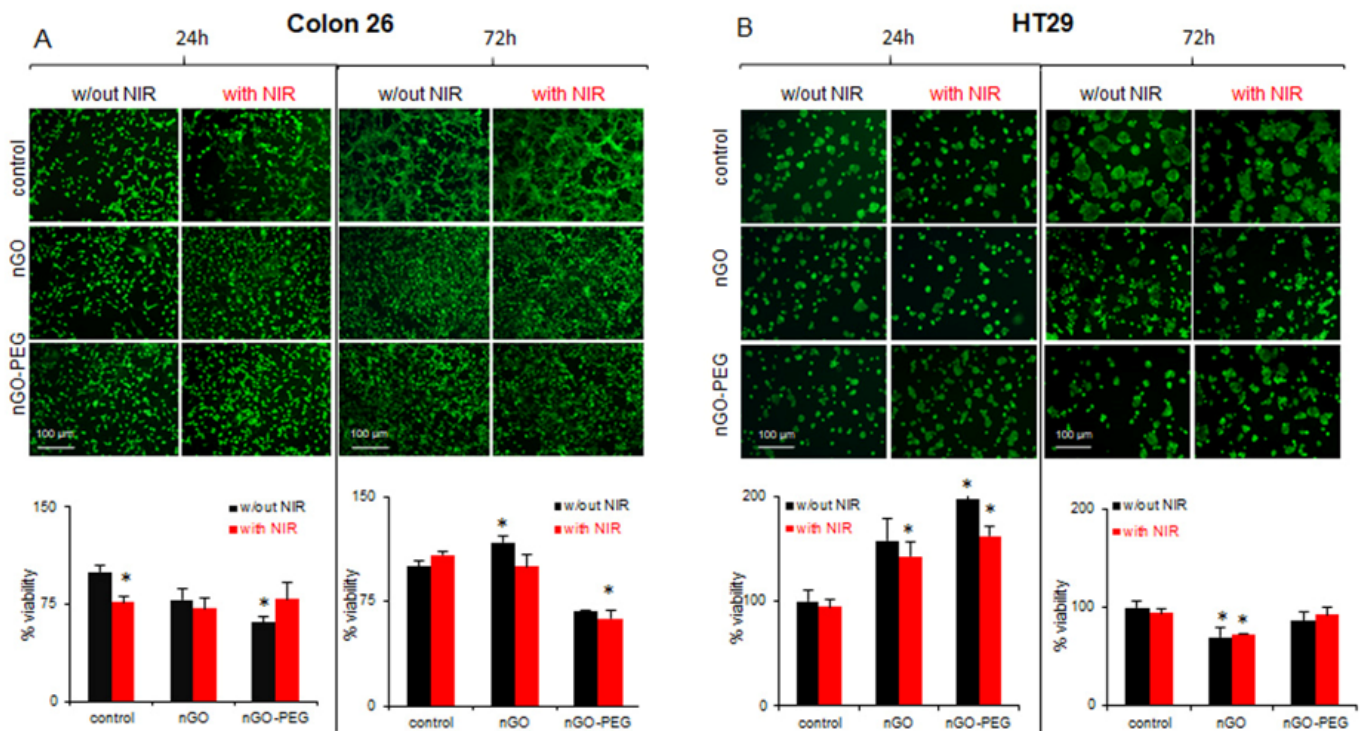 A
Colon 26
24h
72h
w/out NIR
with NIR
w/out NIR
with NIR
control
nGO
nGO-PEG
100 µm
100 µm
150
75
0
% viability
w/out NIR
with NIR
*
*
control
nGO
nGO-PEG
150
75
0
% viability
w/out NIR
with NIR
*
*
control
nGO
nGO-PEG
B
HT29
24h
72h
w/out NIR
with NIR
w/out NIR
with NIR
control
nGO
nGO-PEG
100 µm
100 µm
200
100
0
% viability
w/out NIR
with NIR
*
*
*
control
nGO
nGO-PEG
200
100
0
% viability
w/out NIR
with NIR
*
*
control
nGO
nGO-PEG